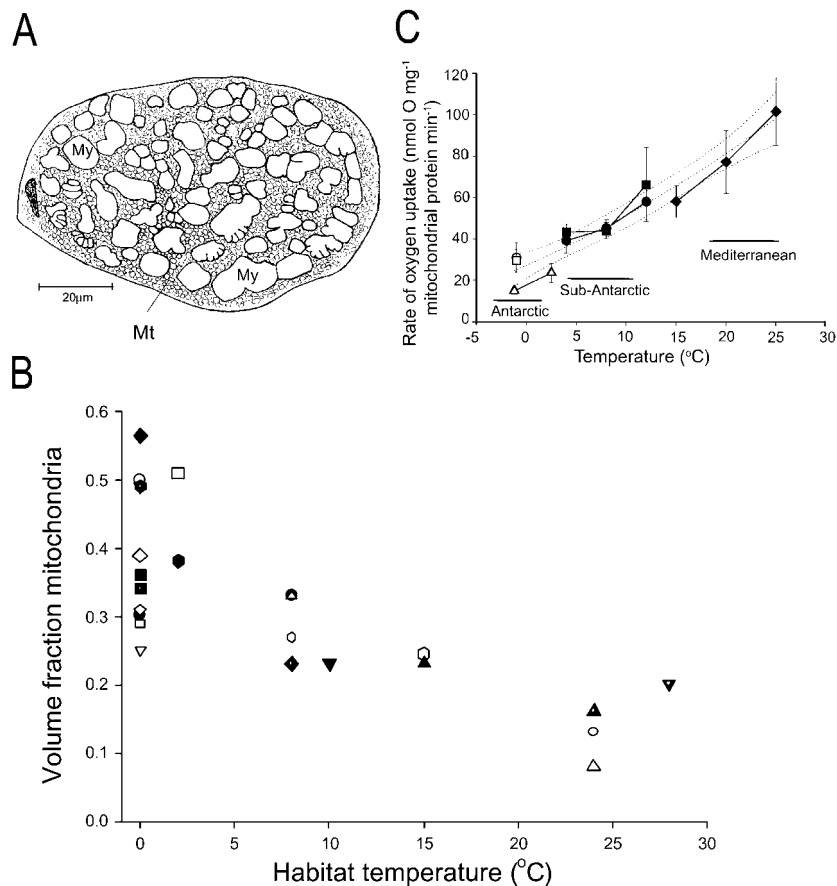 A
My
My
20µm
Mt
C
Rate of oxygen uptake (nmol O mg⁻¹
mitochondrial protein min⁻¹)
120
100
80
60
40
20
0
Mediterranean
Sub-Antarctic
Antarctic
-5
0
5
10
15
20
25
30
Temperature (°C)
B
Volume fraction mitochondria
0.6
0.5
0.4
0.3
0.2
0.1
0.0
0
5
10
15
20
25
30
Habitat temperature (°C)